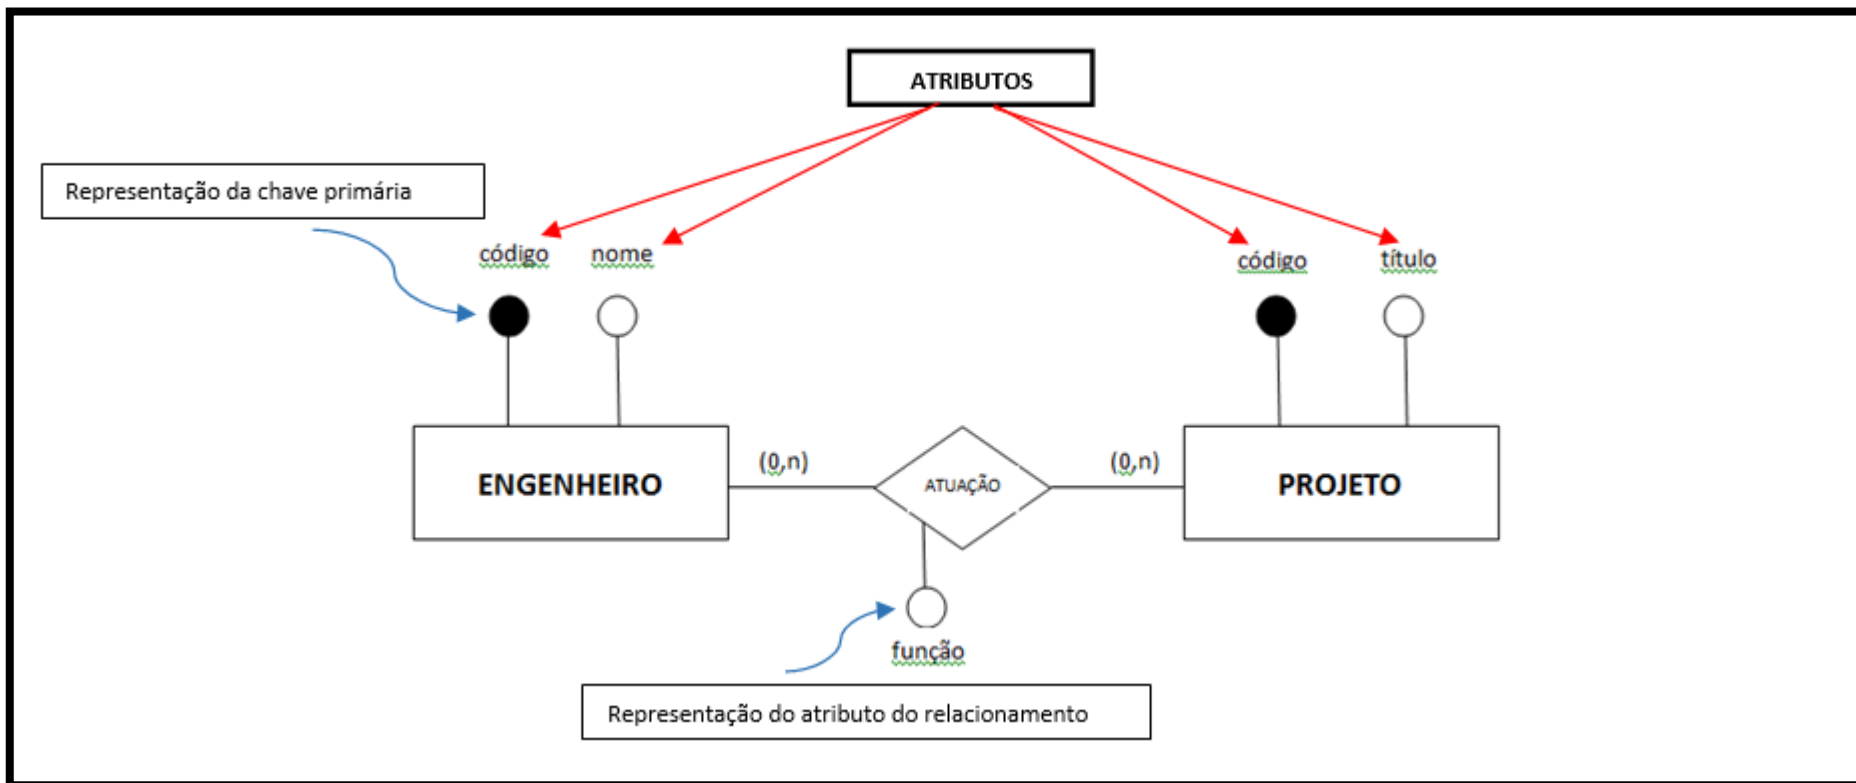 ATRIBUTOS
Representação da chave primária
código nome
código título
ENGENHEIRO
(0,n)
ATUAÇÃO
(0,n)
PROJETO
função
Representação do atributo do relacionamento